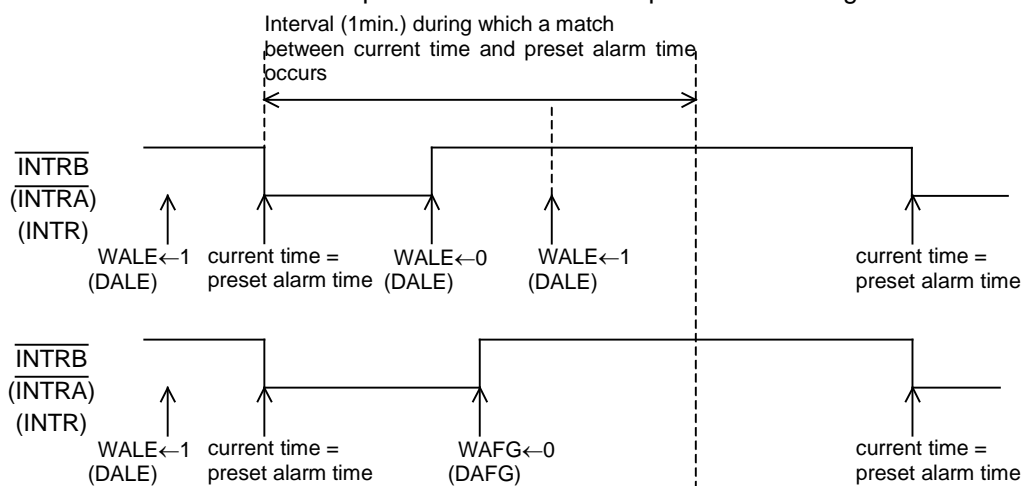 Interval (1min.) during which a match
between current time and preset alarm time
occurs
INTRB
(INTRA)
(INTR)
WALE←1
(DALE)
current time =
preset alarm time
WALE←0
(DALE)
WALE←1
(DALE)
current time =
preset alarm time
INTRB
(INTRA)
(INTR)
WALE←1
(DALE)
current time =
preset alarm time
WAFG←0
(DAFG)
current time =
preset alarm time